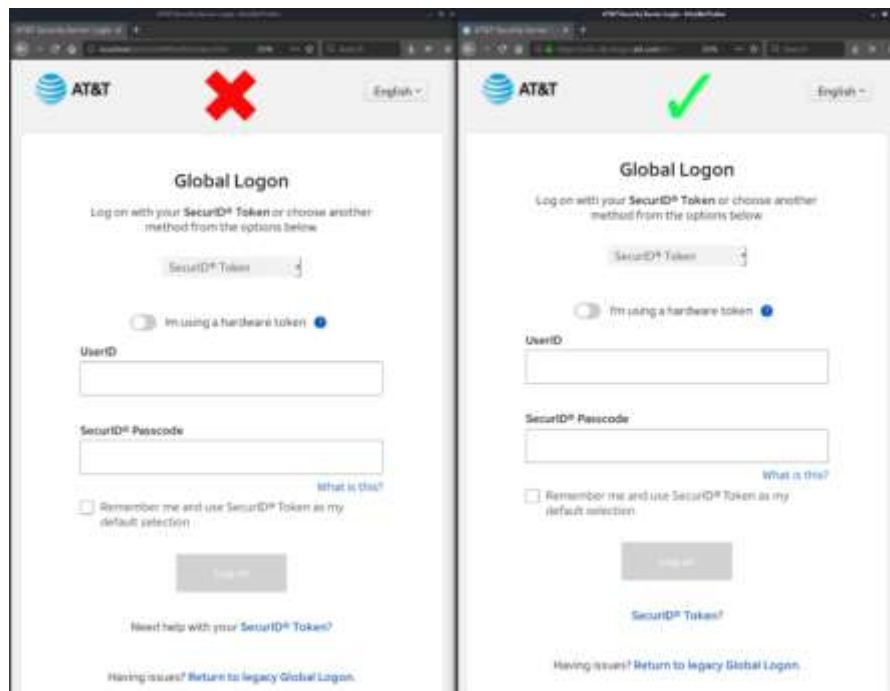 AT&T
English
Global Logon
Log on with your SecurID® Token or choose another
method from the options below
SecurID® Token
I'm using a hardware token
UserID
SecurID® Passcode
What is this?
Remember me and use SecurID® Token as my
default selection
Need help with your SecurID® Token?
Having issues? Return to legacy Global Logon.
AT&T
English
Global Logon
Log on with your SecurID® Token or choose another
method from the options below
SecurID® Token
I'm using a hardware token
UserID
SecurID® Passcode
What is this?
Remember me and use SecurID® Token as my
default selection
SecurID® Token?
Having issues? Return to legacy Global Logon.